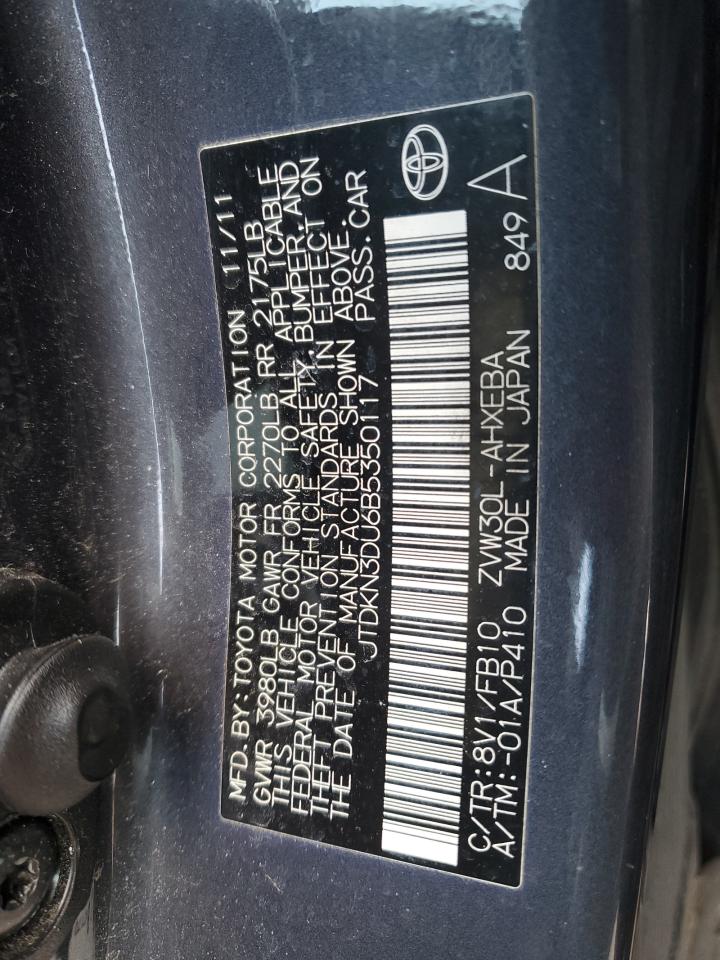 MFD.BY:TOYOTA MOTOR CORPORATION 11/11
GVWR 3980LB GAWR FR 2270LB RR 2175LB
THIS VEHICLE CONFORMS TO ALL APPLICABLE
FEDERAL MOTOR VEHICLE SAFETY,BUMPER,AND
THEFT PREVENTION STANDARDS IN EFFECT ON
THE DATE OF MANUFACTURE SHOWN ABOVE.
JTDKN3DU6B5350117 PASS.CAR
C/TR:8V1/FB10 ZVW30L-AHXEBA 849 A
A/TM:-01A/P410 MADE IN JAPAN